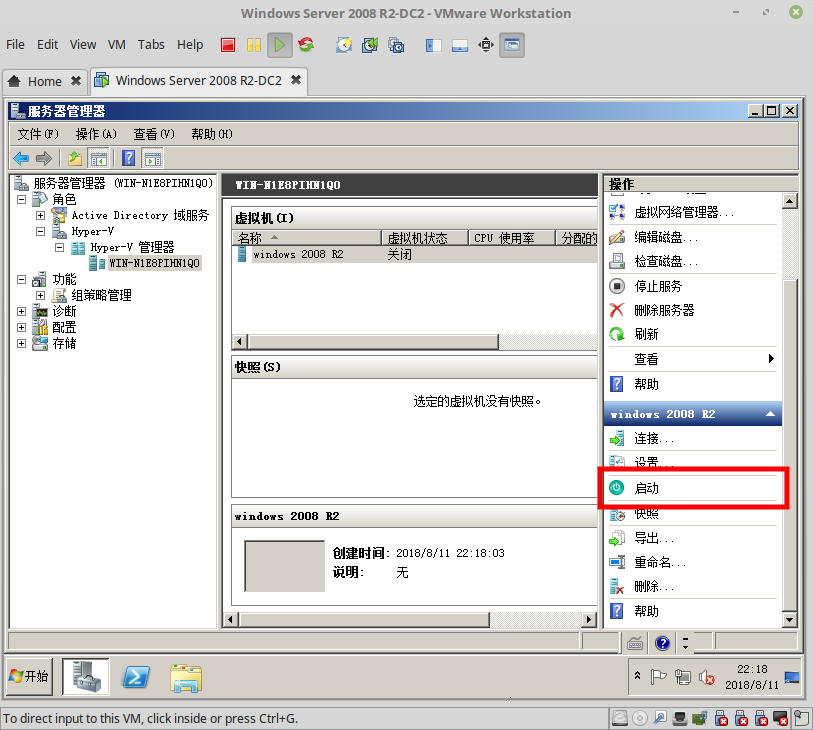 Windows Server 2008 R2-DC2 - VMware Workstation
File Edit View VM Tabs Help
Home Windows Server 2008 R2-DC2
服务器管理器
文件(F) 操作(A) 查看(V) 帮助(H)
服务器管理器 (WIN-N1E8PIHN1QO)
角色
Active Directory 域服务
Hyper-V
Hyper-V 管理器
WIN-N1E8PIHN1QO
功能
组策略管理
诊断
配置
存储
WIN-N1E8PIHN1QO
虚拟机(I)
名称 虚拟机状态 CPU 使用率 分配的
windows 2008 R2 关闭
快照(S)
选定的虚拟机没有快照。
windows 2008 R2
创建时间: 2018/8/11 22:18:03
说明: 无
操作
虚拟网络管理器...
编辑磁盘...
检查磁盘...
停止服务
删除服务器
刷新
查看
帮助
windows 2008 R2
连接...
设置...
启动
快照
导出...
重命名...
删除...
帮助
开始
22:18
2018/8/11
To direct input to this VM, click inside or press Ctrl+G.